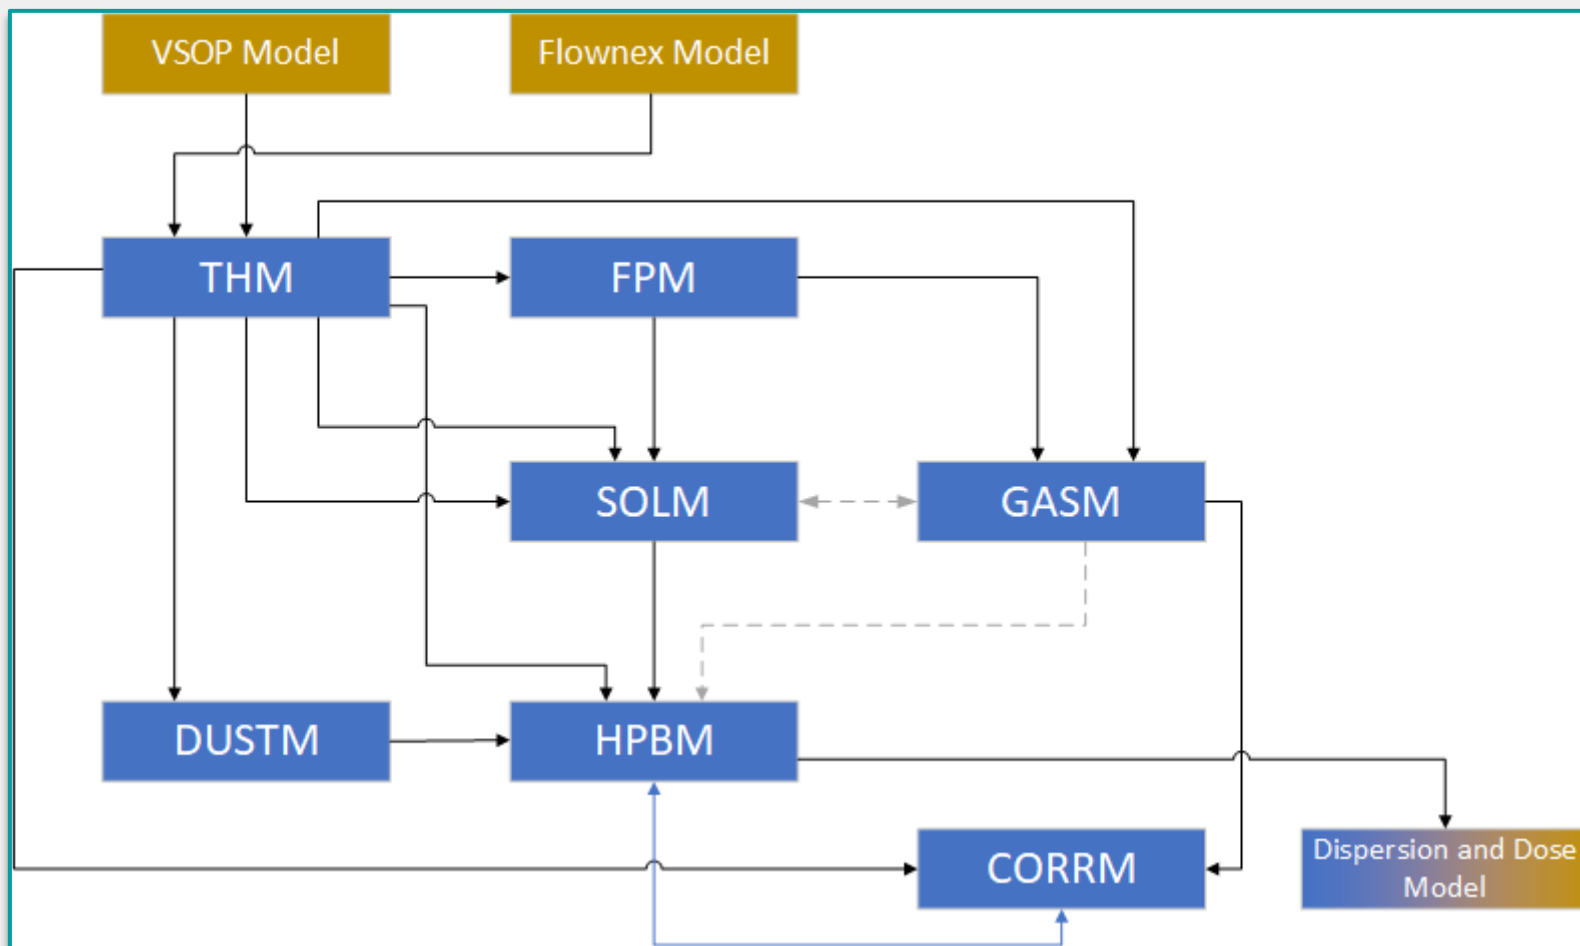 VSOP Model
Flownex Model
THM
FPM
SOLM
GASM
DUSTM
HPBM
CORRM
Dispersion and Dose
Model